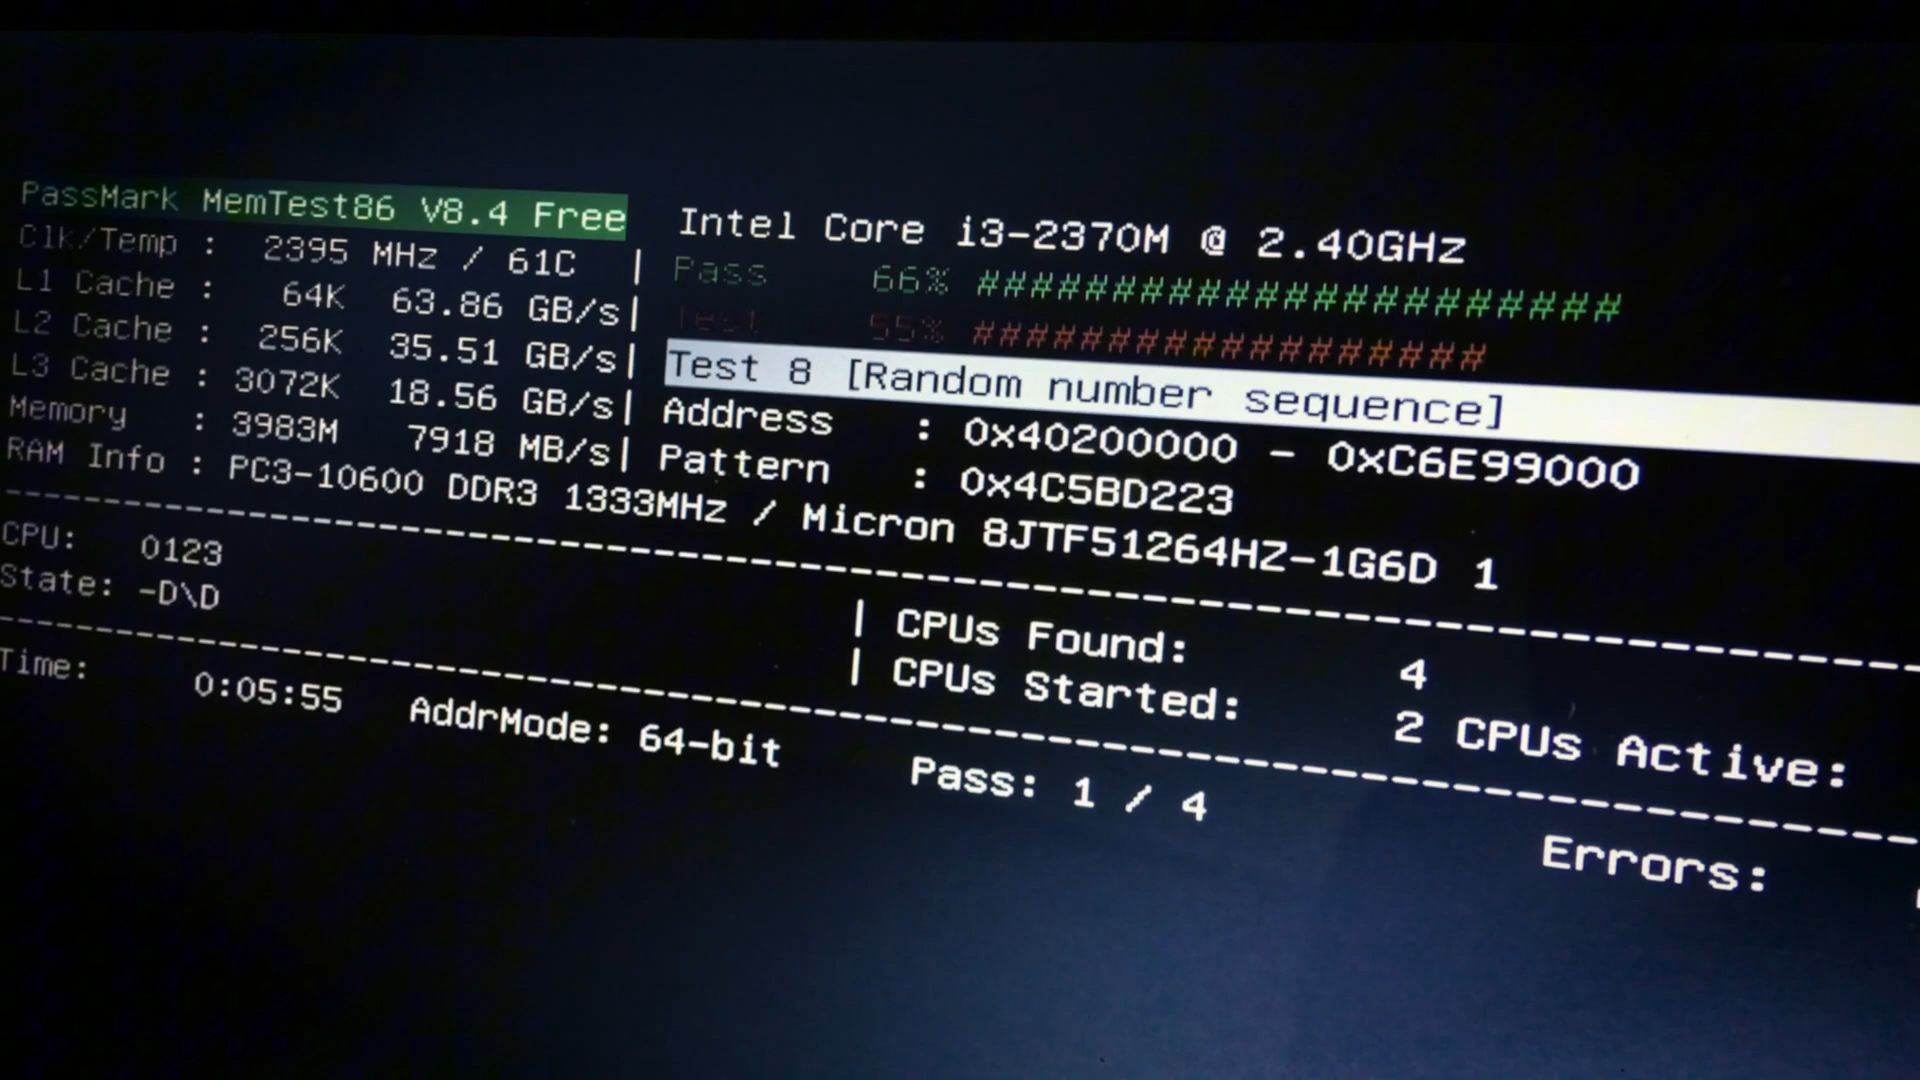 PassMark MemTest86 V8.4 Free | Intel Core i3-2370M @ 2.40GHz
Clk/Temp : 2395 MHz / 61C | Pass 66% ########################
L1 Cache : 64K 63.86 GB/s| Test 55% ###################
L2 Cache : 256K 35.51 GB/s| Test 8 [Random number sequence]
L3 Cache : 3072K 18.56 GB/s| Address : 0x40200000 - 0xC6E99000
Memory : 3983M 7918 MB/s| Pattern : 0x4C5BD223
RAM Info : PC3-10600 DDR3 1333MHz / Micron 8JTF51264HZ-1G6D 1
CPU: 0123 | CPUs Found: 4
State: -D\D | CPUs Started: 2 CPUs Active:
Time: 0:05:55 AddrMode: 64-bit Pass: 1 / 4 Errors: